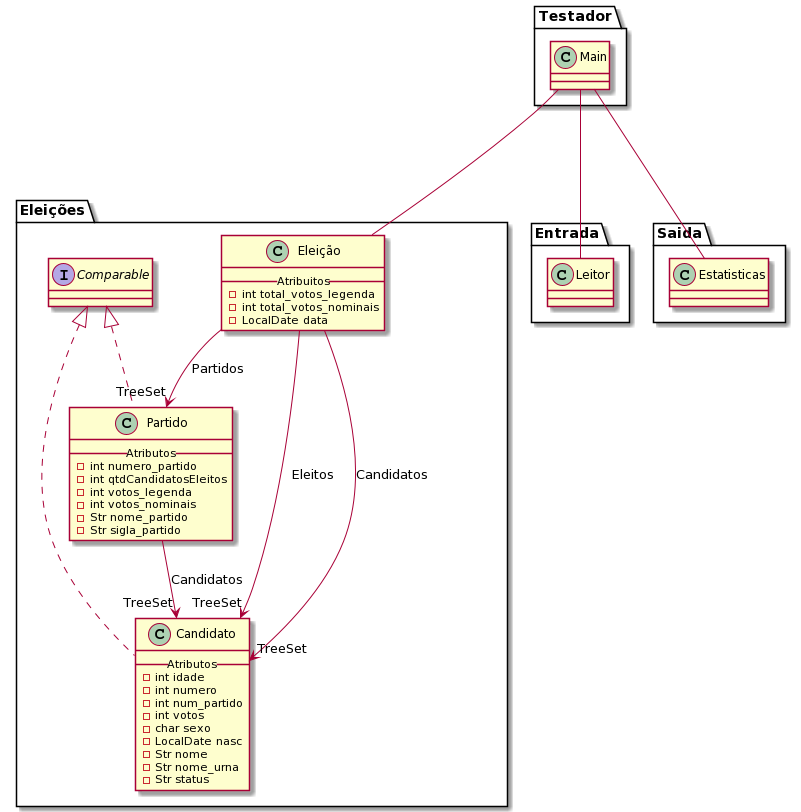 Testador
C Main
Eleições
Entrada
Saida
I Comparable
C Eleição
Atribuitos
int total_votos_legenda
int total_votos_nominais
LocalDate data
C Leitor
C Estatisticas
Partidos
TreeSet
C Partido
Atributos
int numero_partido
int qtdCandidatosEleitos
int votos_legenda
int votos_nominais
Str nome_partido
Str sigla_partido
Eleitos
Candidatos
Candidatos
TreeSet
TreeSet
TreeSet
C Candidato
Atributos
int idade
int numero
int num_partido
int votos
char sexo
LocalDate nasc
Str nome
Str nome_urna
Str status